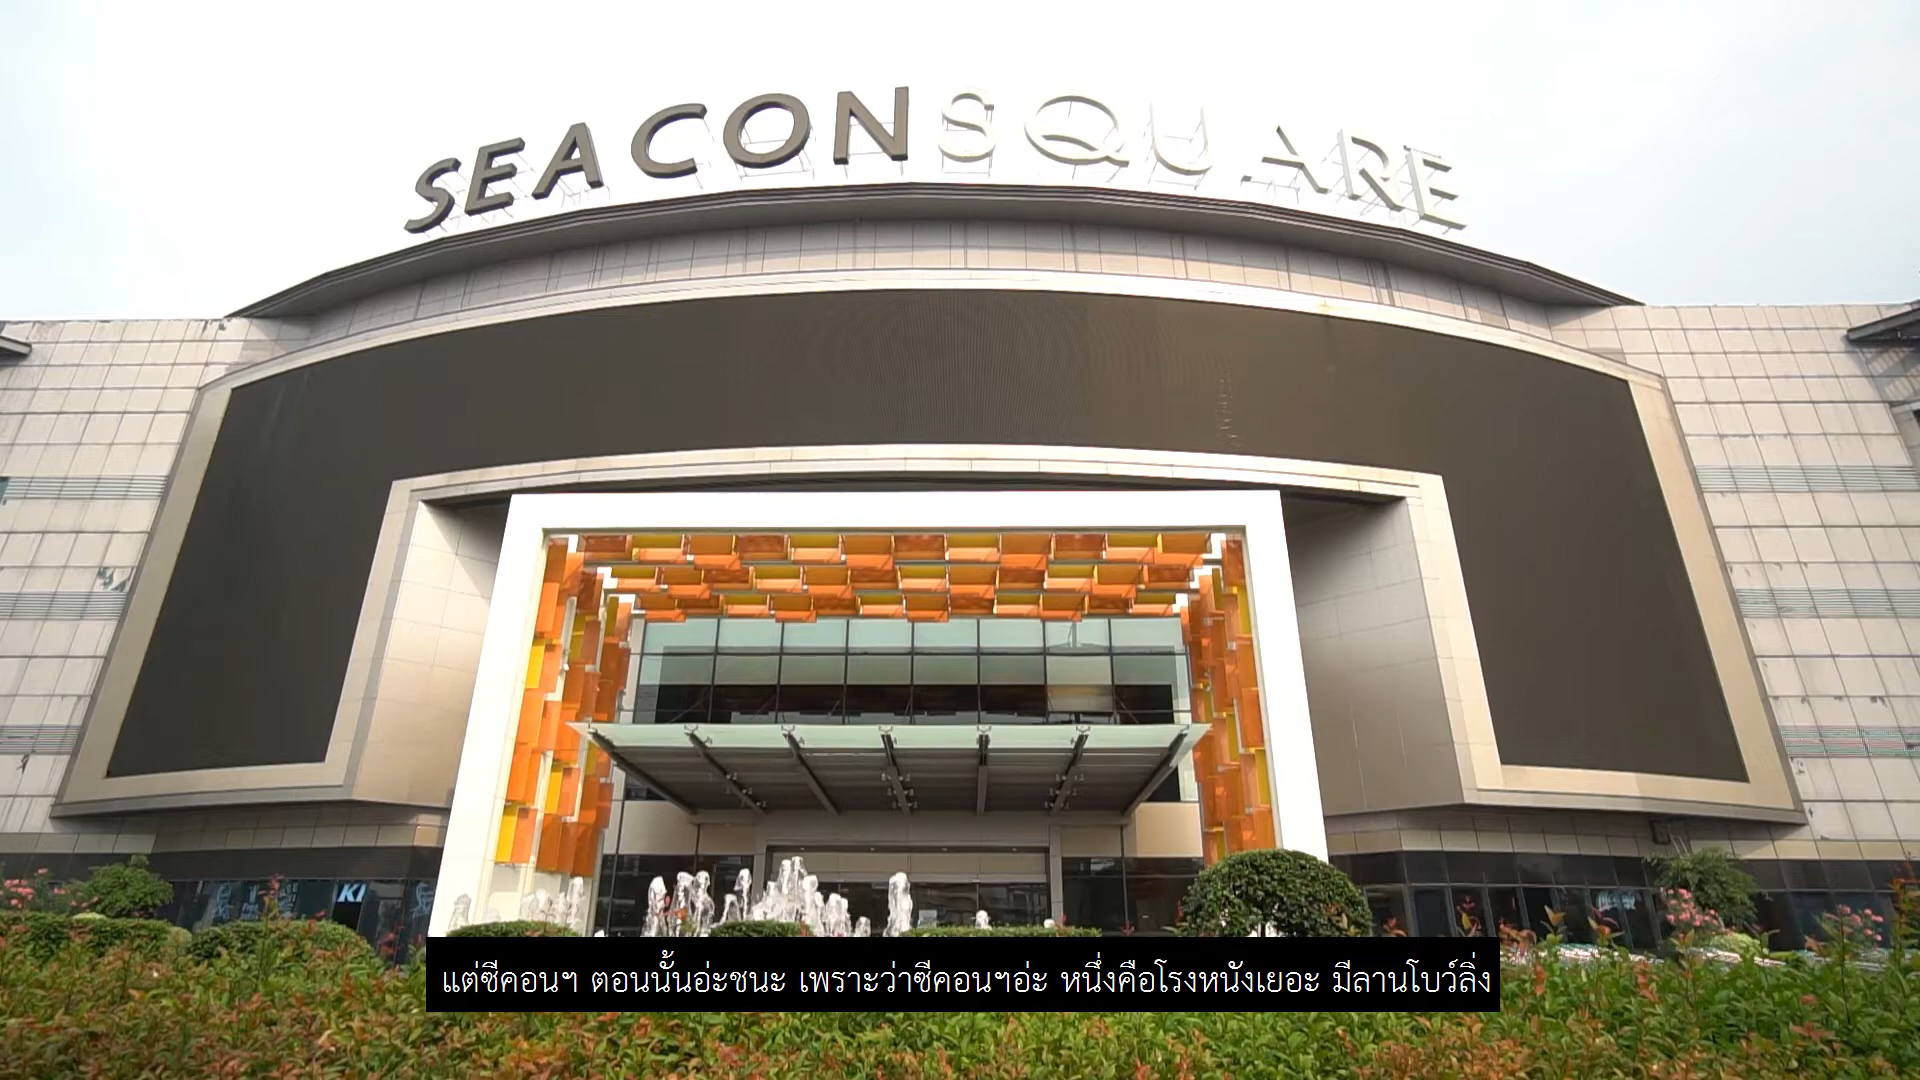 SEACON SQUARE
KI
แต่ซีคอนฯ ตอนนั้นอ่ะชนะ เพราะว่าซีคอนฯอ่ะ หนึ่งคือโรงหนังเยอะ มีลานโบว์ลิ่ง